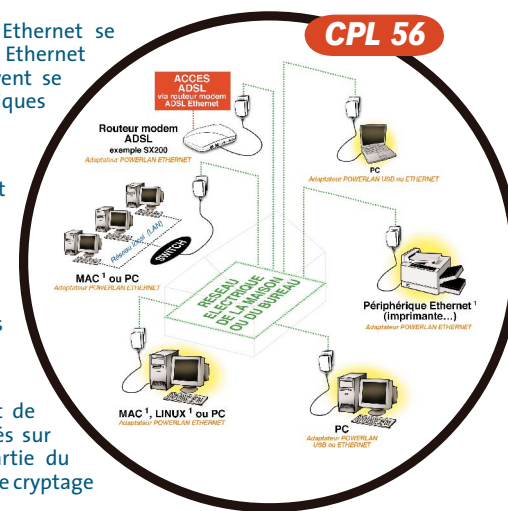 Ethernet se
Ethernet
vent se
iques
t
s
t de
és sur
artie du
e cryptage
CPL 56
ACCES
ADSL
via routeur modem
ADSL Ethernet
Routeur modem
ADSL
exemple SX200
Adaptateur POWERLAN ETHERNET
PC
Adaptateur POWERLAN USB ou ETHERNET
Réseau local (LAN)
SWITCH
MAC ¹ ou PC
Adaptateur POWERLAN ETHERNET
RESEAU
ELECTRIQUE
DE LA MAISON
OU DU BUREAU
Périphérique Ethernet ¹
(imprimante...)
Adaptateur POWERLAN ETHERNET
MAC ¹, LINUX ¹ ou PC
Adaptateur POWERLAN ETHERNET
PC
Adaptateur POWERLAN
USB ou ETHERNET